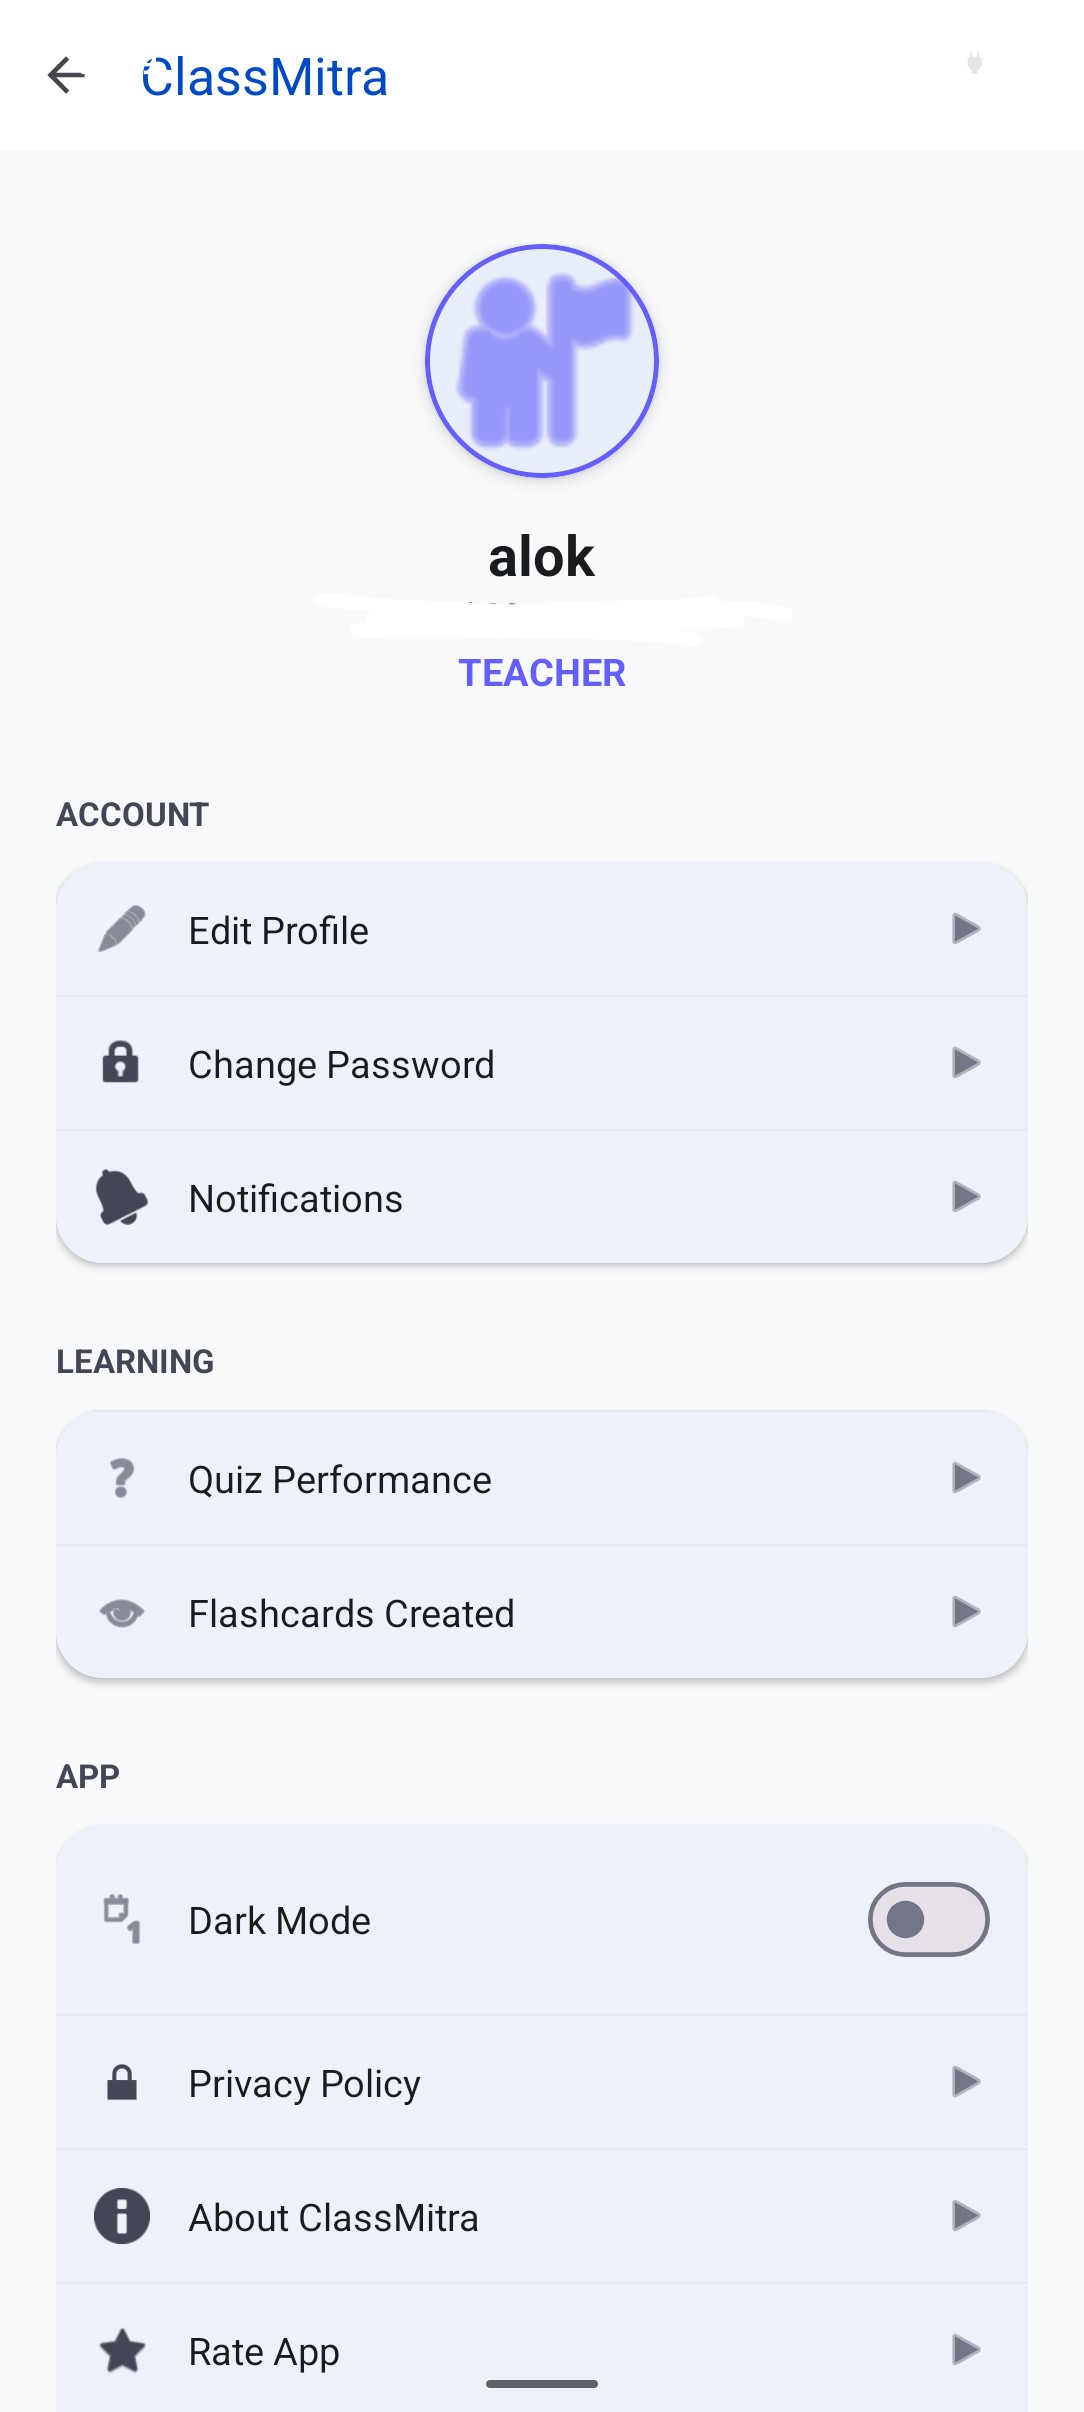 ClassMitra
alok
TEACHER
ACCOUNT
Edit Profile
Change Password
Notifications
LEARNING
Quiz Performance
Flashcards Created
APP
Dark Mode
Privacy Policy
About ClassMitra
Rate App